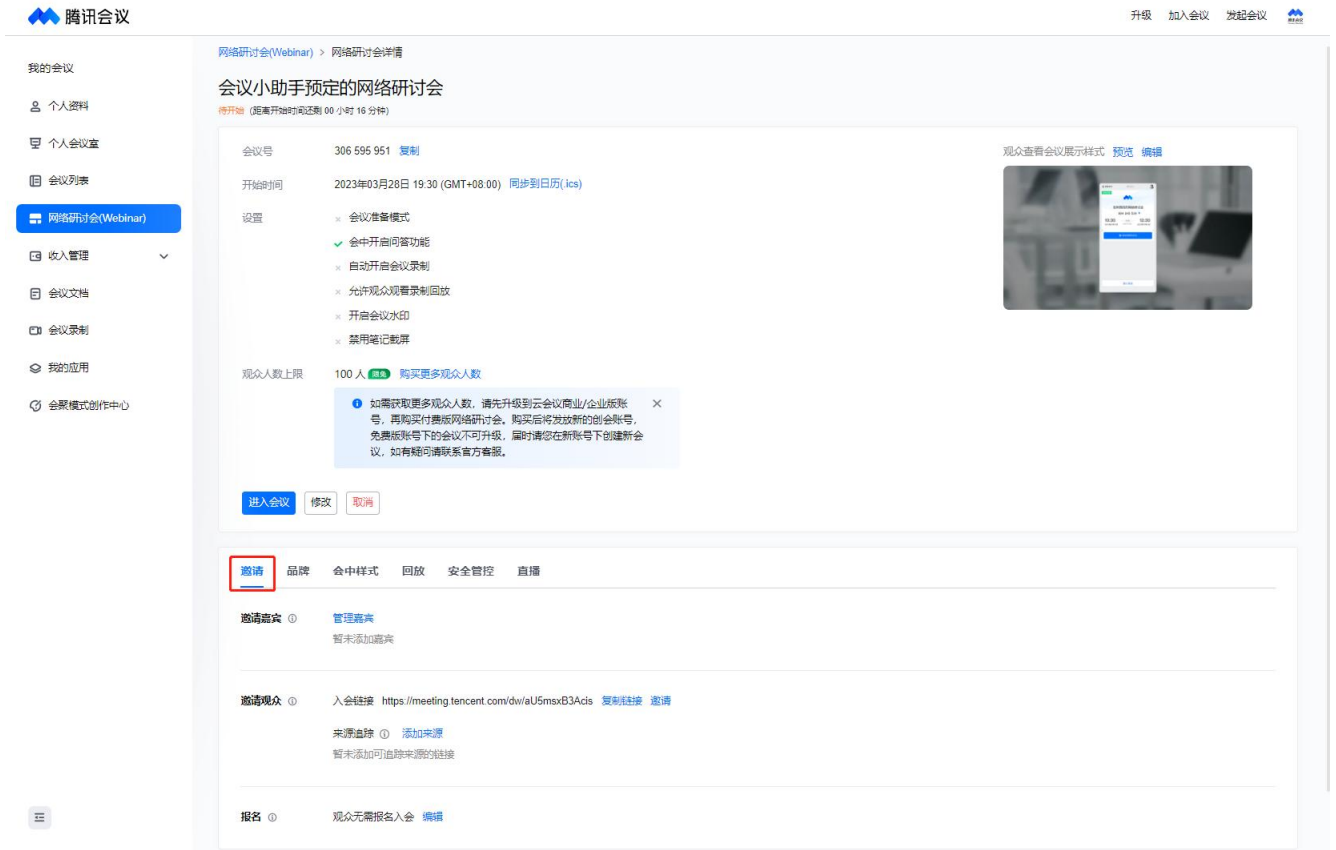 腾讯会议
升级 加入会议 发起会议
我的会议
个人资料
个人会议室
会议列表
网络研讨会(Webinar)
收入管理
会议文档
会议录制
我的应用
会聚模式创作中心
网络研讨会(Webinar) > 网络研讨会详情
会议小助手预定的网络研讨会
待开始 (距离开始时间还剩 00 小时 16 分钟)
会议号 306 595 951 复制
观众查看会议展示样式 预览 编辑
开始时间 2023年03月28日 19:30 (GMT+08:00) 同步到日历(.ics)
设置 会议准备模式
会中开启问答功能
自动开启会议录制
允许观众观看录制回放
开启会议水印
禁用笔记截屏
观众人数上限 100 人 限免 购买更多观众人数
如需获取更多观众人数，请先升级到云会议商业/企业版账
号，再购买付费版网络研讨会。购买后将发放新的创会账号，
免费版账号下的会议不可升级，届时请您在新账号下创建新会
议，如有疑问请联系官方客服。
进入会议 修改 取消
邀请 品牌 会中样式 回放 安全管控 直播
邀请嘉宾 管理嘉宾
暂未添加嘉宾
邀请观众 入会链接 https://meeting.tencent.com/dw/aU5msxB3Acis 复制链接 邀请
来源追踪 添加来源
暂未添加可追踪来源的链接
报名 观众无需报名入会 编辑